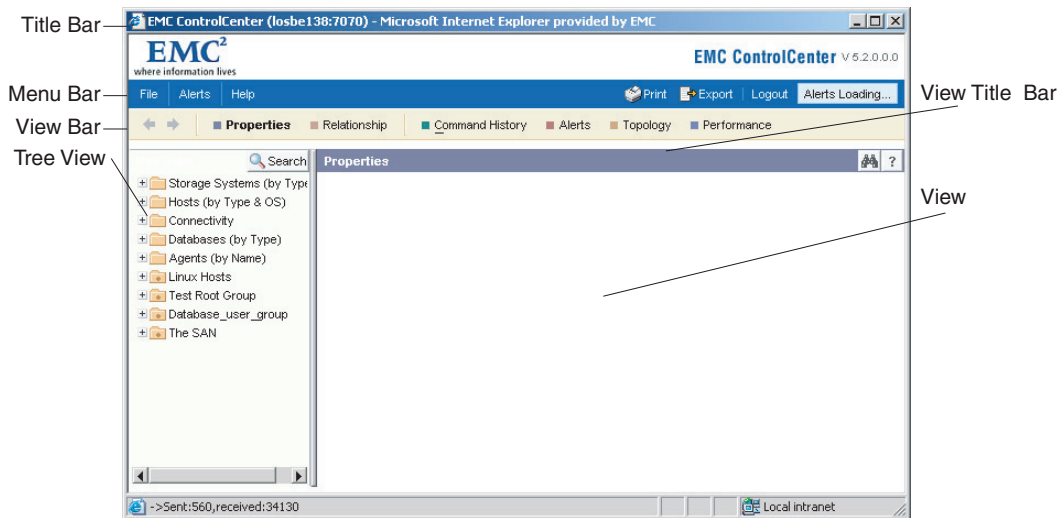 Title Bar
EMC ControlCenter (losbe138:7070) - Microsoft Internet Explorer provided by EMC
EMC²
where information lives
EMC ControlCenter V 5.2.0.0.0
Menu Bar
File Alerts Help Print Export Logout Alerts Loading...
View Title Bar
View Bar
Properties Relationship Command History Alerts Topology Performance
Tree View
Search
Properties
?
Storage Systems (by Type
Hosts (by Type & OS)
View
Connectivity
Databases (by Type)
Agents (by Name)
Linux Hosts
Test Root Group
Database_user_group
The SAN
->Sent:560,received:34130
Local intranet